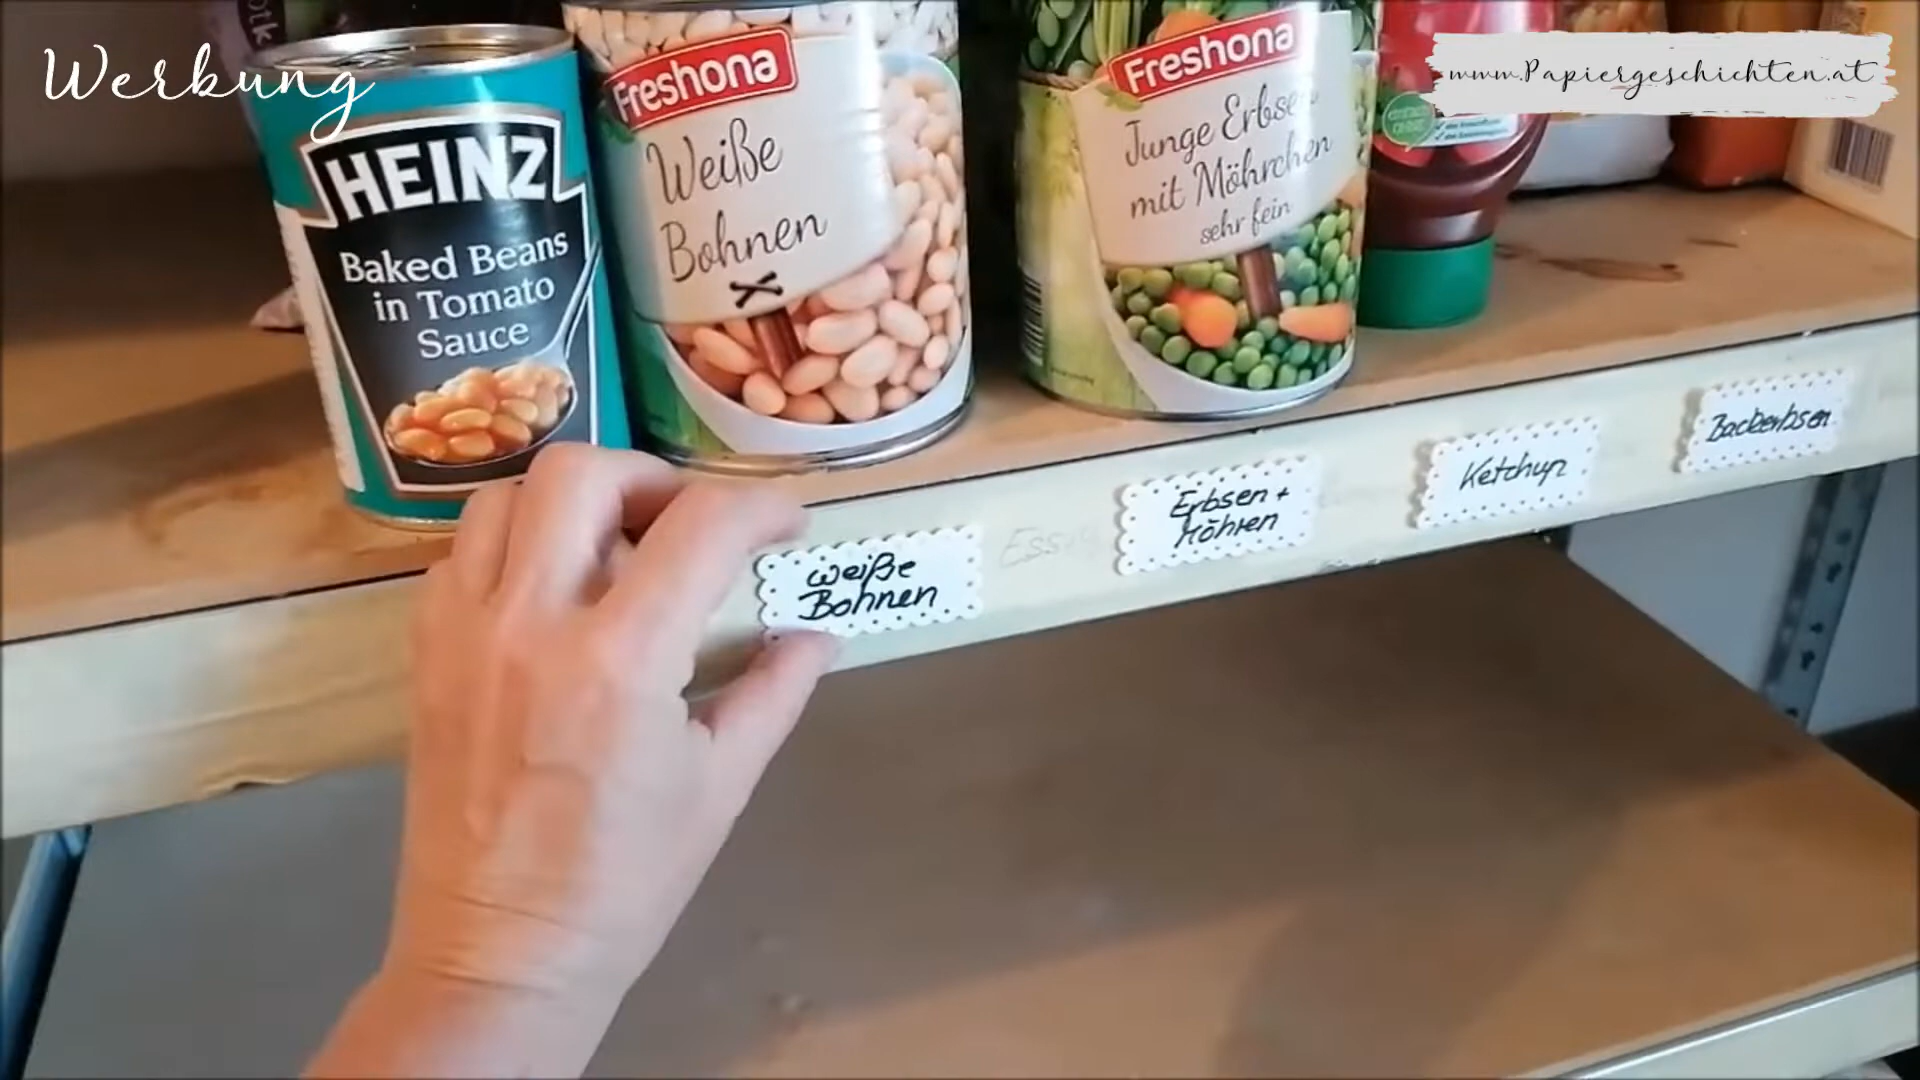 Werbung
www.Papiergeschichten.at
HEINZ
Baked Beans
in Tomato
Sauce
Freshona
Weiße
Bohnen
Freshona
Junge Erbsen
mit Möhrchen
sehr fein
weiße
Bohnen
Essig
Erbsen +
Möhren
Ketchup
Backerbsen